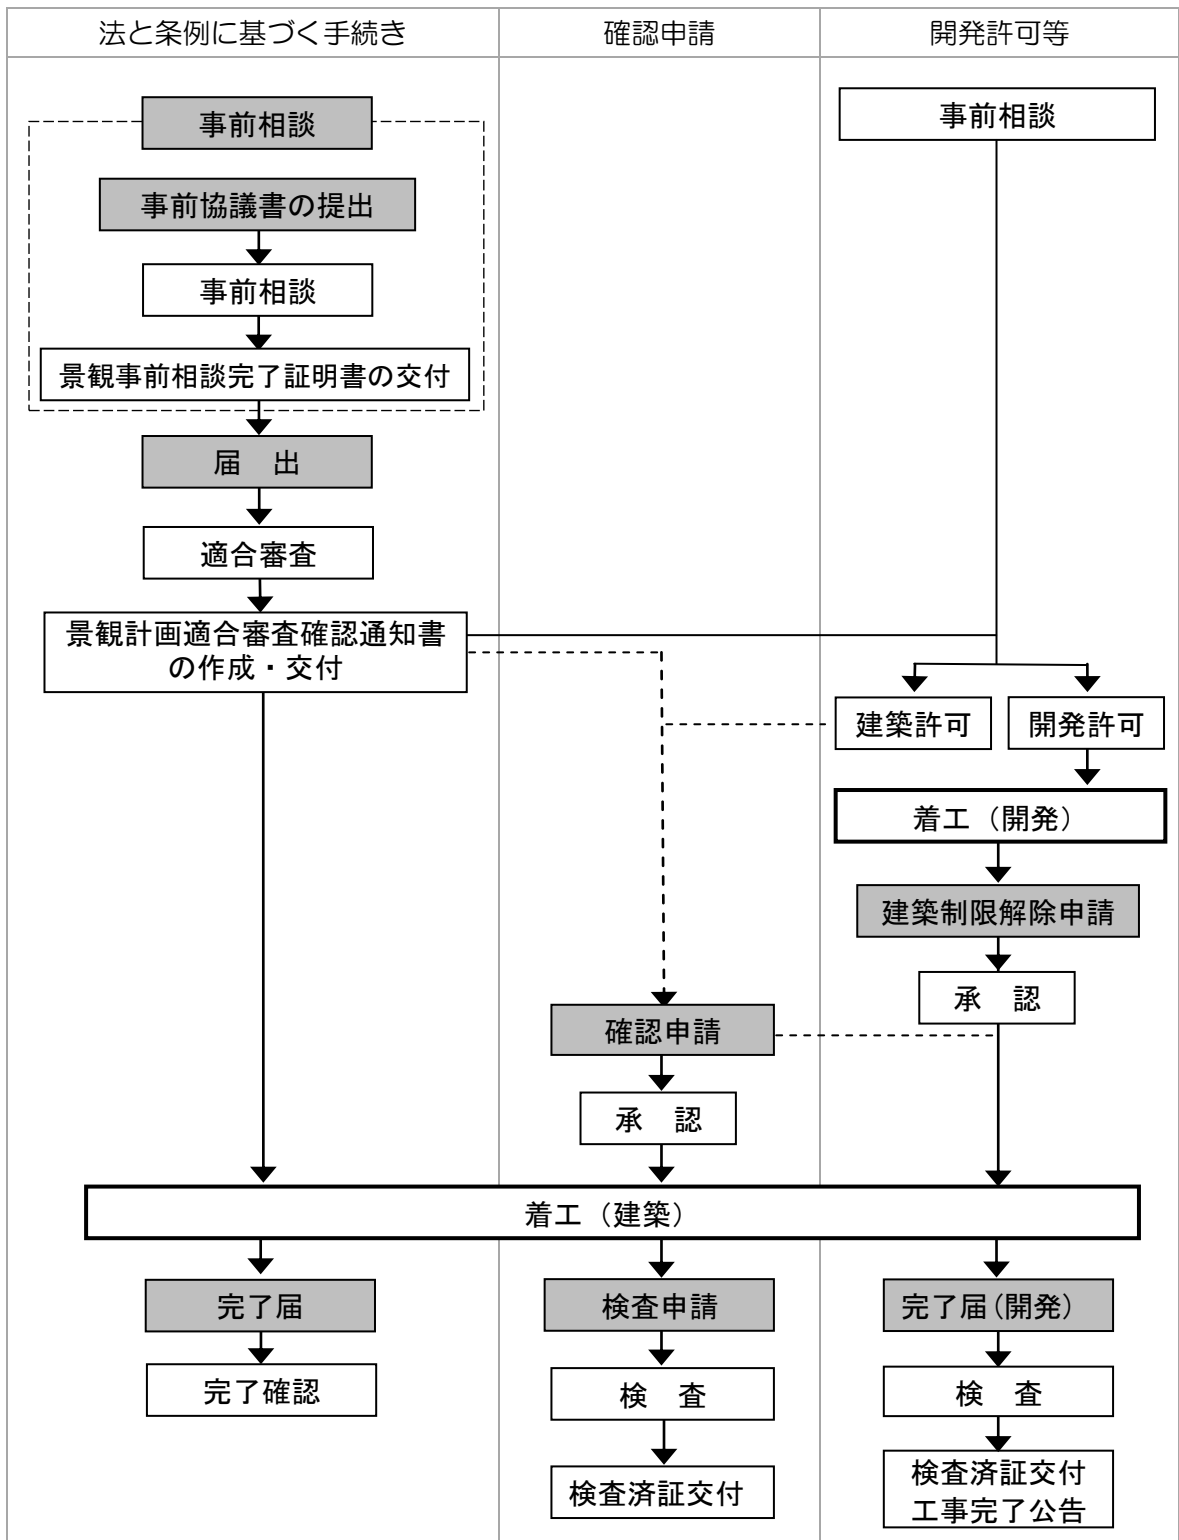 法と条例に基づく手続き
確認申請
開発許可等
事前相談
事前協議書の提出
事前相談
景観事前相談完了証明書の交付
届　出
適合審査
景観計画適合審査確認通知書
の作成・交付
事前相談
建築許可
開発許可
着工（開発）
建築制限解除申請
承　認
確認申請
承　認
着工（建築）
完了届
完了確認
検査申請
検　査
検査済証交付
完了届(開発)
検　査
検査済証交付
工事完了公告